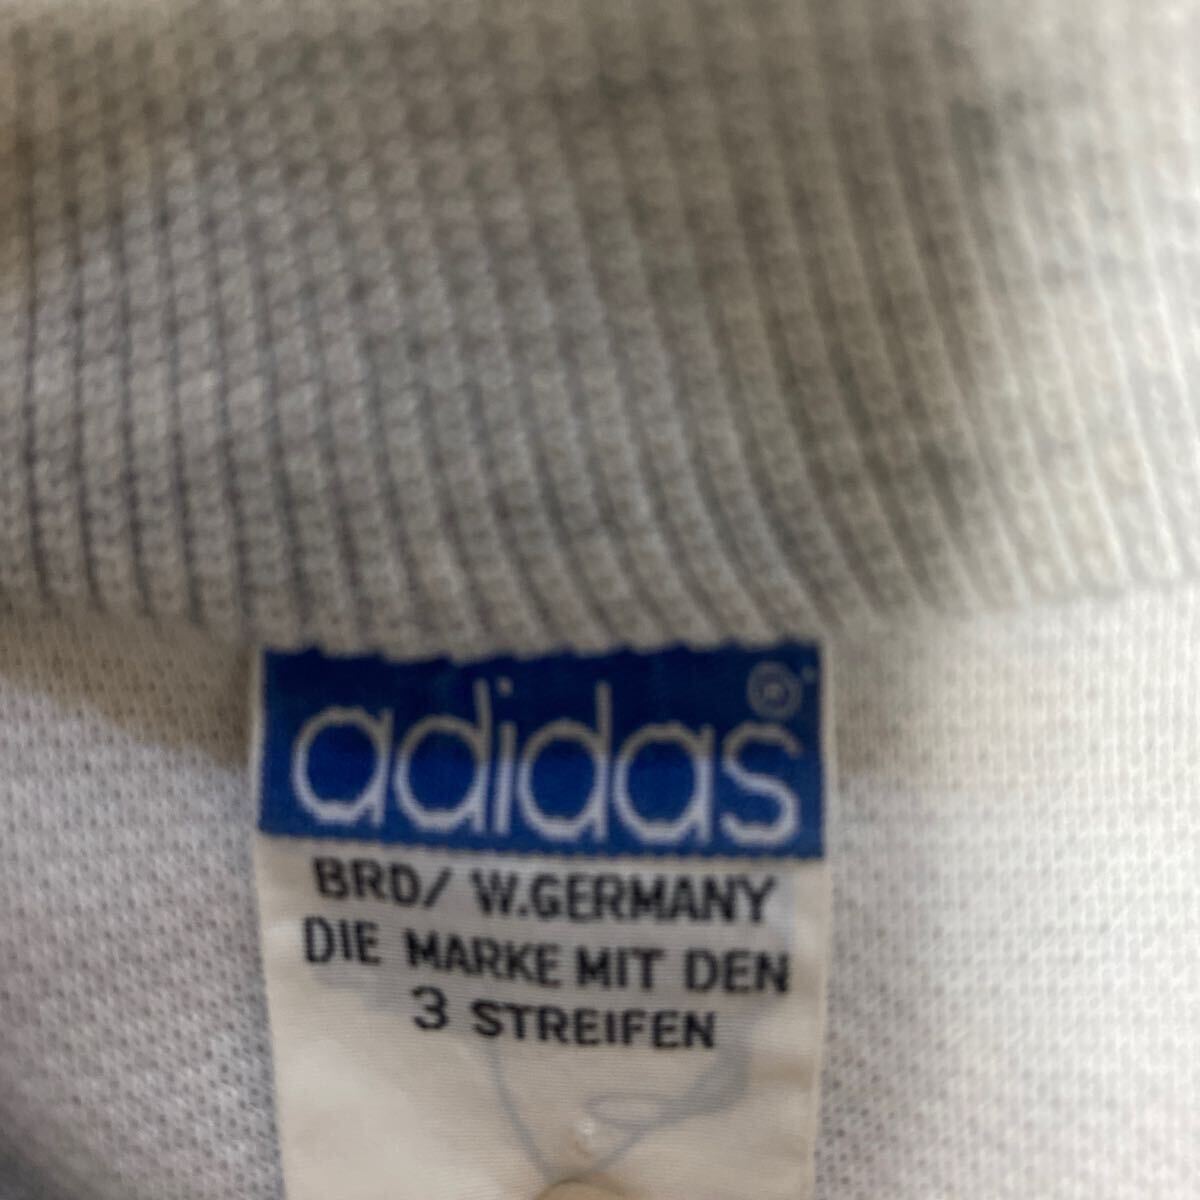 adidas®
BRD/ W.GERMANY
DIE MARKE MIT DEN
3 STREIFEN